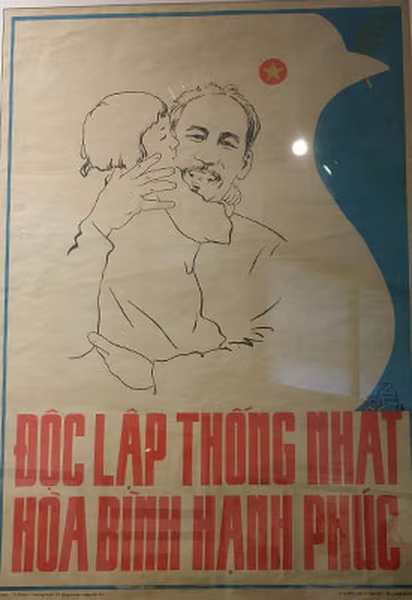 ĐỘC LẬP THỐNG NHẤT
HÒA BÌNH HẠNH PHÚC